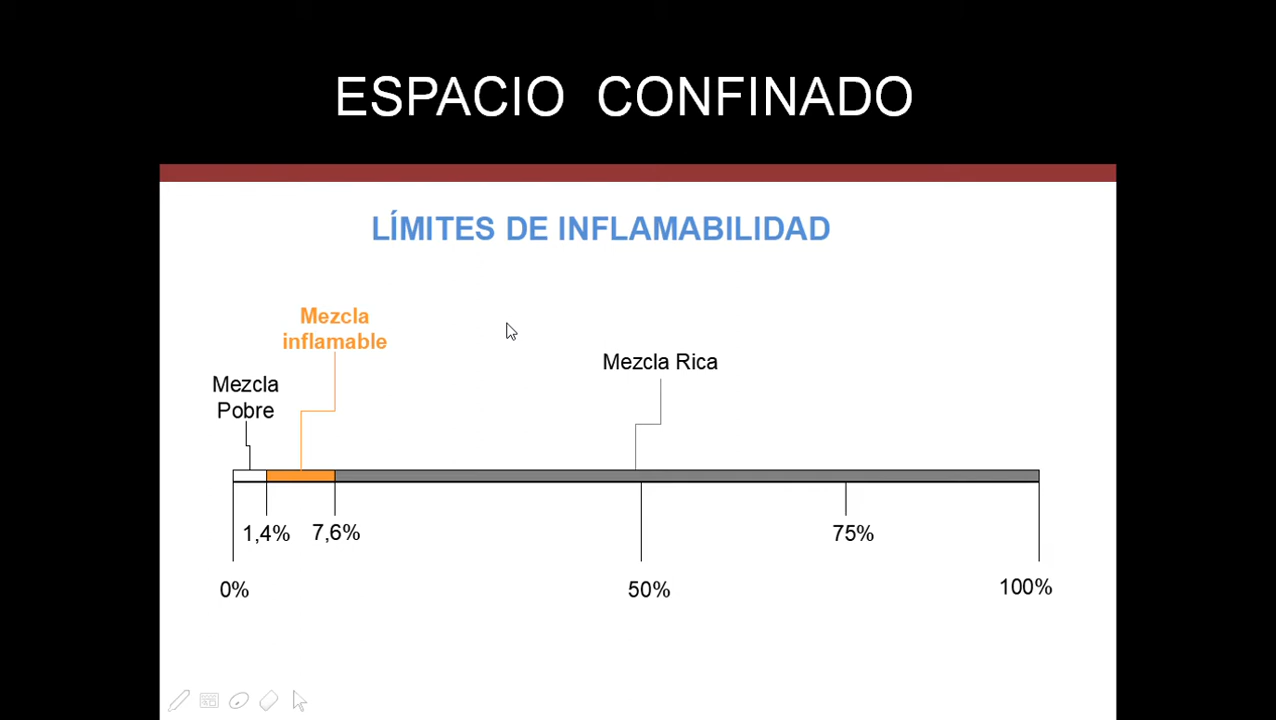 ESPACIO CONFINADO
LÍMITES DE INFLAMABILIDAD
Mezcla
inflamable
Mezcla Rica
Mezcla
Pobre
1,4%
7,6%
75%
0%
50%
100%